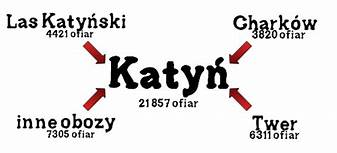 Las Katyński
4421 ofiar
Charków
3820 ofiar
Katyń
21 857 ofiar
inne obozy
7305 ofiar
Twer
6311 ofiar